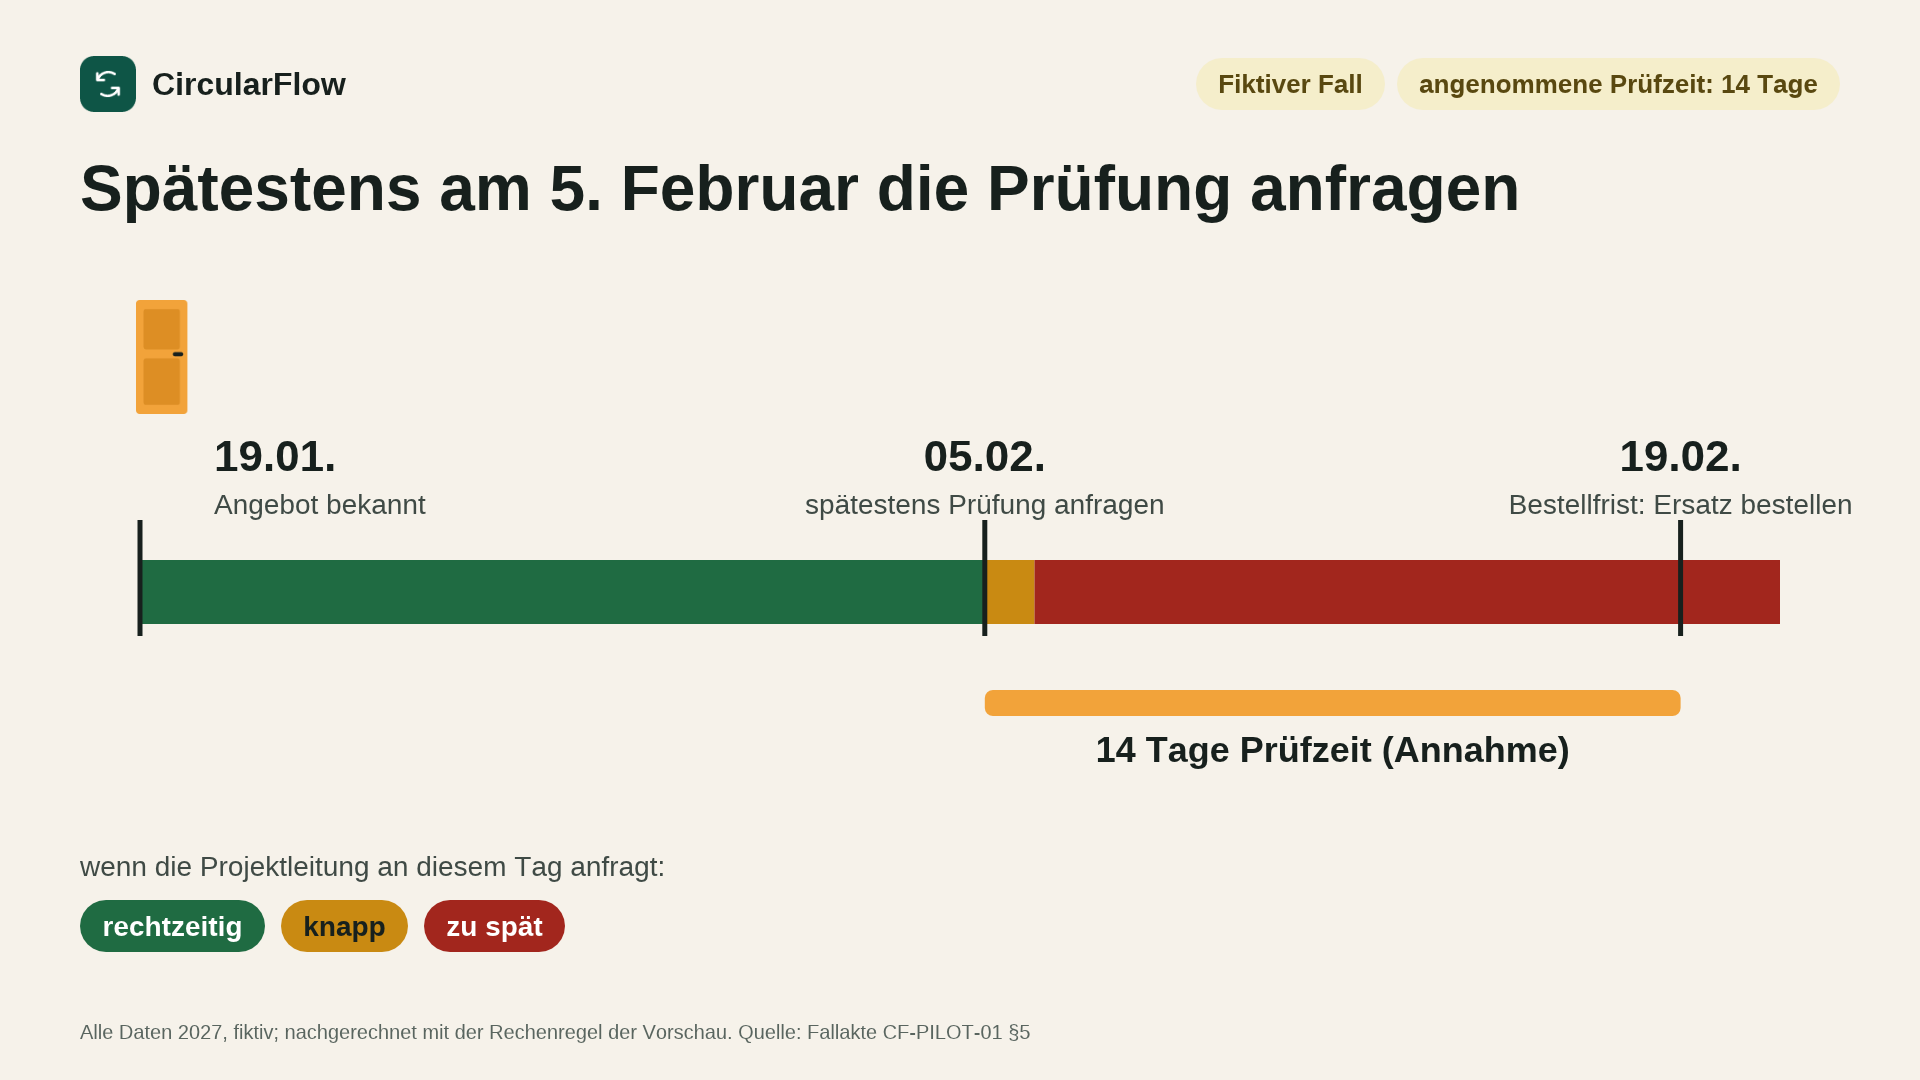 CircularFlow
Fiktiver Fall
angenommene Prüfzeit: 14 Tage
Spätestens am 5. Februar die Prüfung anfragen
19.01.
Angebot bekannt
05.02.
spätestens Prüfung anfragen
19.02.
Bestellfrist: Ersatz bestellen
14 Tage Prüfzeit (Annahme)
wenn die Projektleitung an diesem Tag anfragt:
rechtzeitig
knapp
zu spät
Alle Daten 2027, fiktiv; nachgerechnet mit der Rechenregel der Vorschau. Quelle: Fallakte CF-PILOT-01 §5